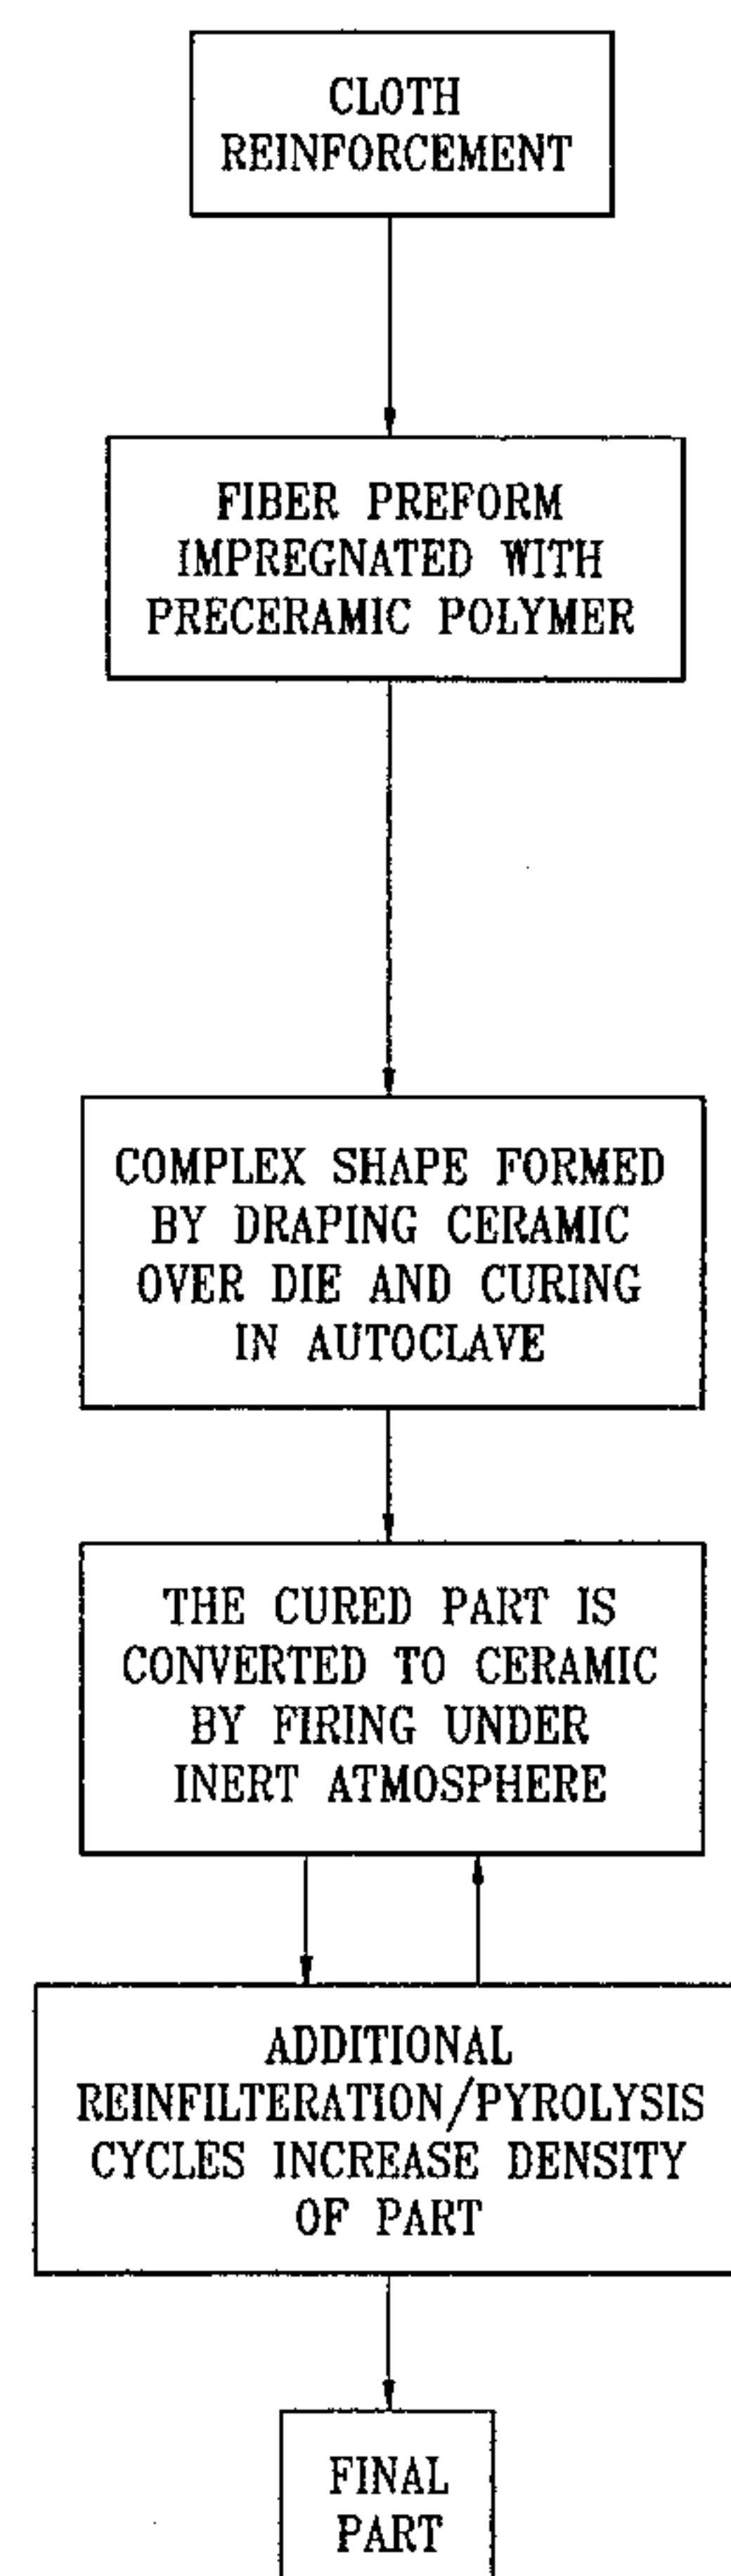 CLOTH
REINFORCEMENT
FIBER PREFORM
IMPREGNATED WITH
PRECERAMIC POLYMER
COMPLEX SHAPE FORMED
BY DRAPING CERAMIC
OVER DIE AND CURING
IN AUTOCLAVE
THE CURED PART IS
CONVERTED TO CERAMIC
BY FIRING UNDER
INERT ATMOSPHERE
ADDITIONAL
REINFILTERATION/PYROLYSIS
CYCLES INCREASE DENSITY
OF PART
FINAL
PART